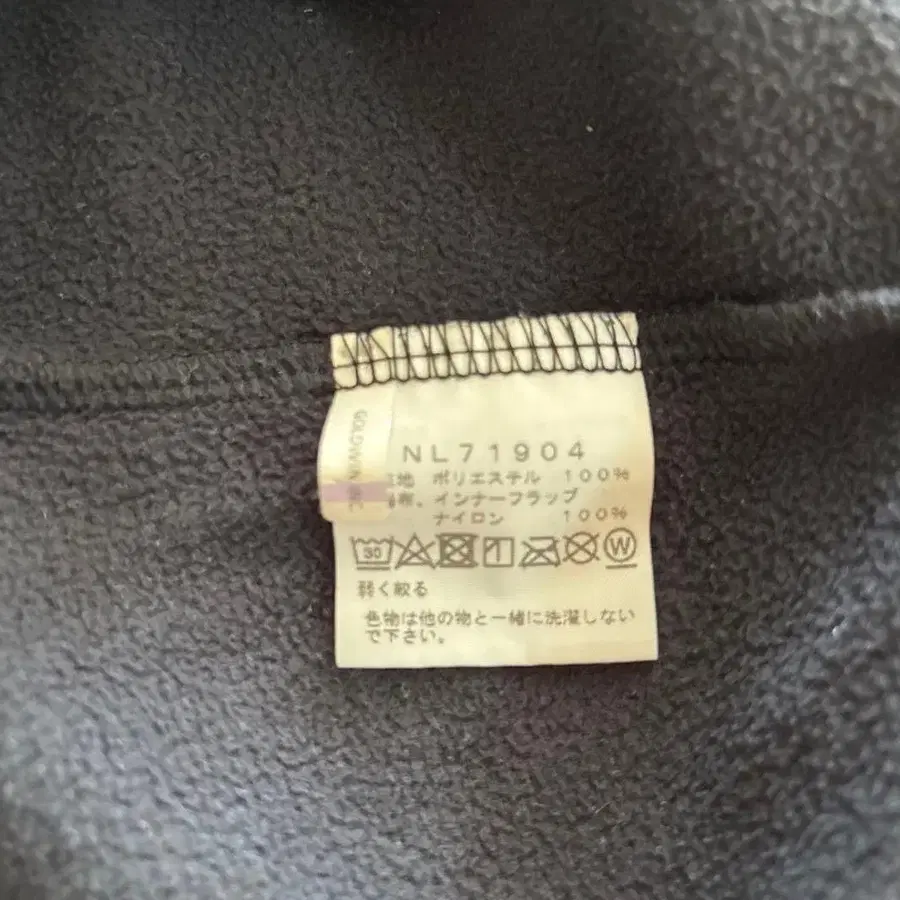 NL71904
地 ポリエステル 100%
布、インナーフラップ
ナイロン 100%
30 W
弱く絞る
色物は他の物と一緒に洗濯しない
で下さい。
GOLDWIN INC